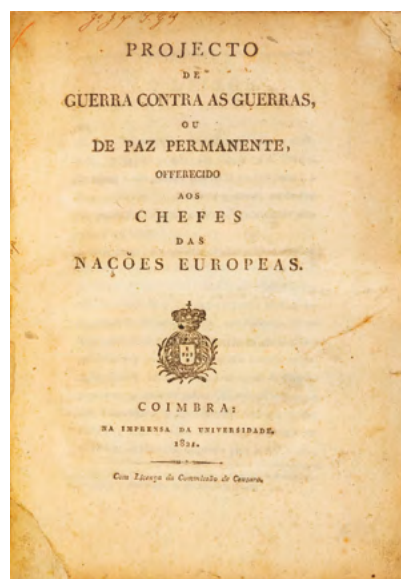 PROJECTO
DE
GUERRA CONTRA AS GUERRAS,
OU
DE PAZ PERMANENTE,
OFFERECIDO
AOS
CHEFES
DAS
NAÇÕES EUROPEAS.
COIMBRA:
NA IMPRENSA DA UNIVERSIDADE.
1821.
Com Licença da Commissão de Censura.